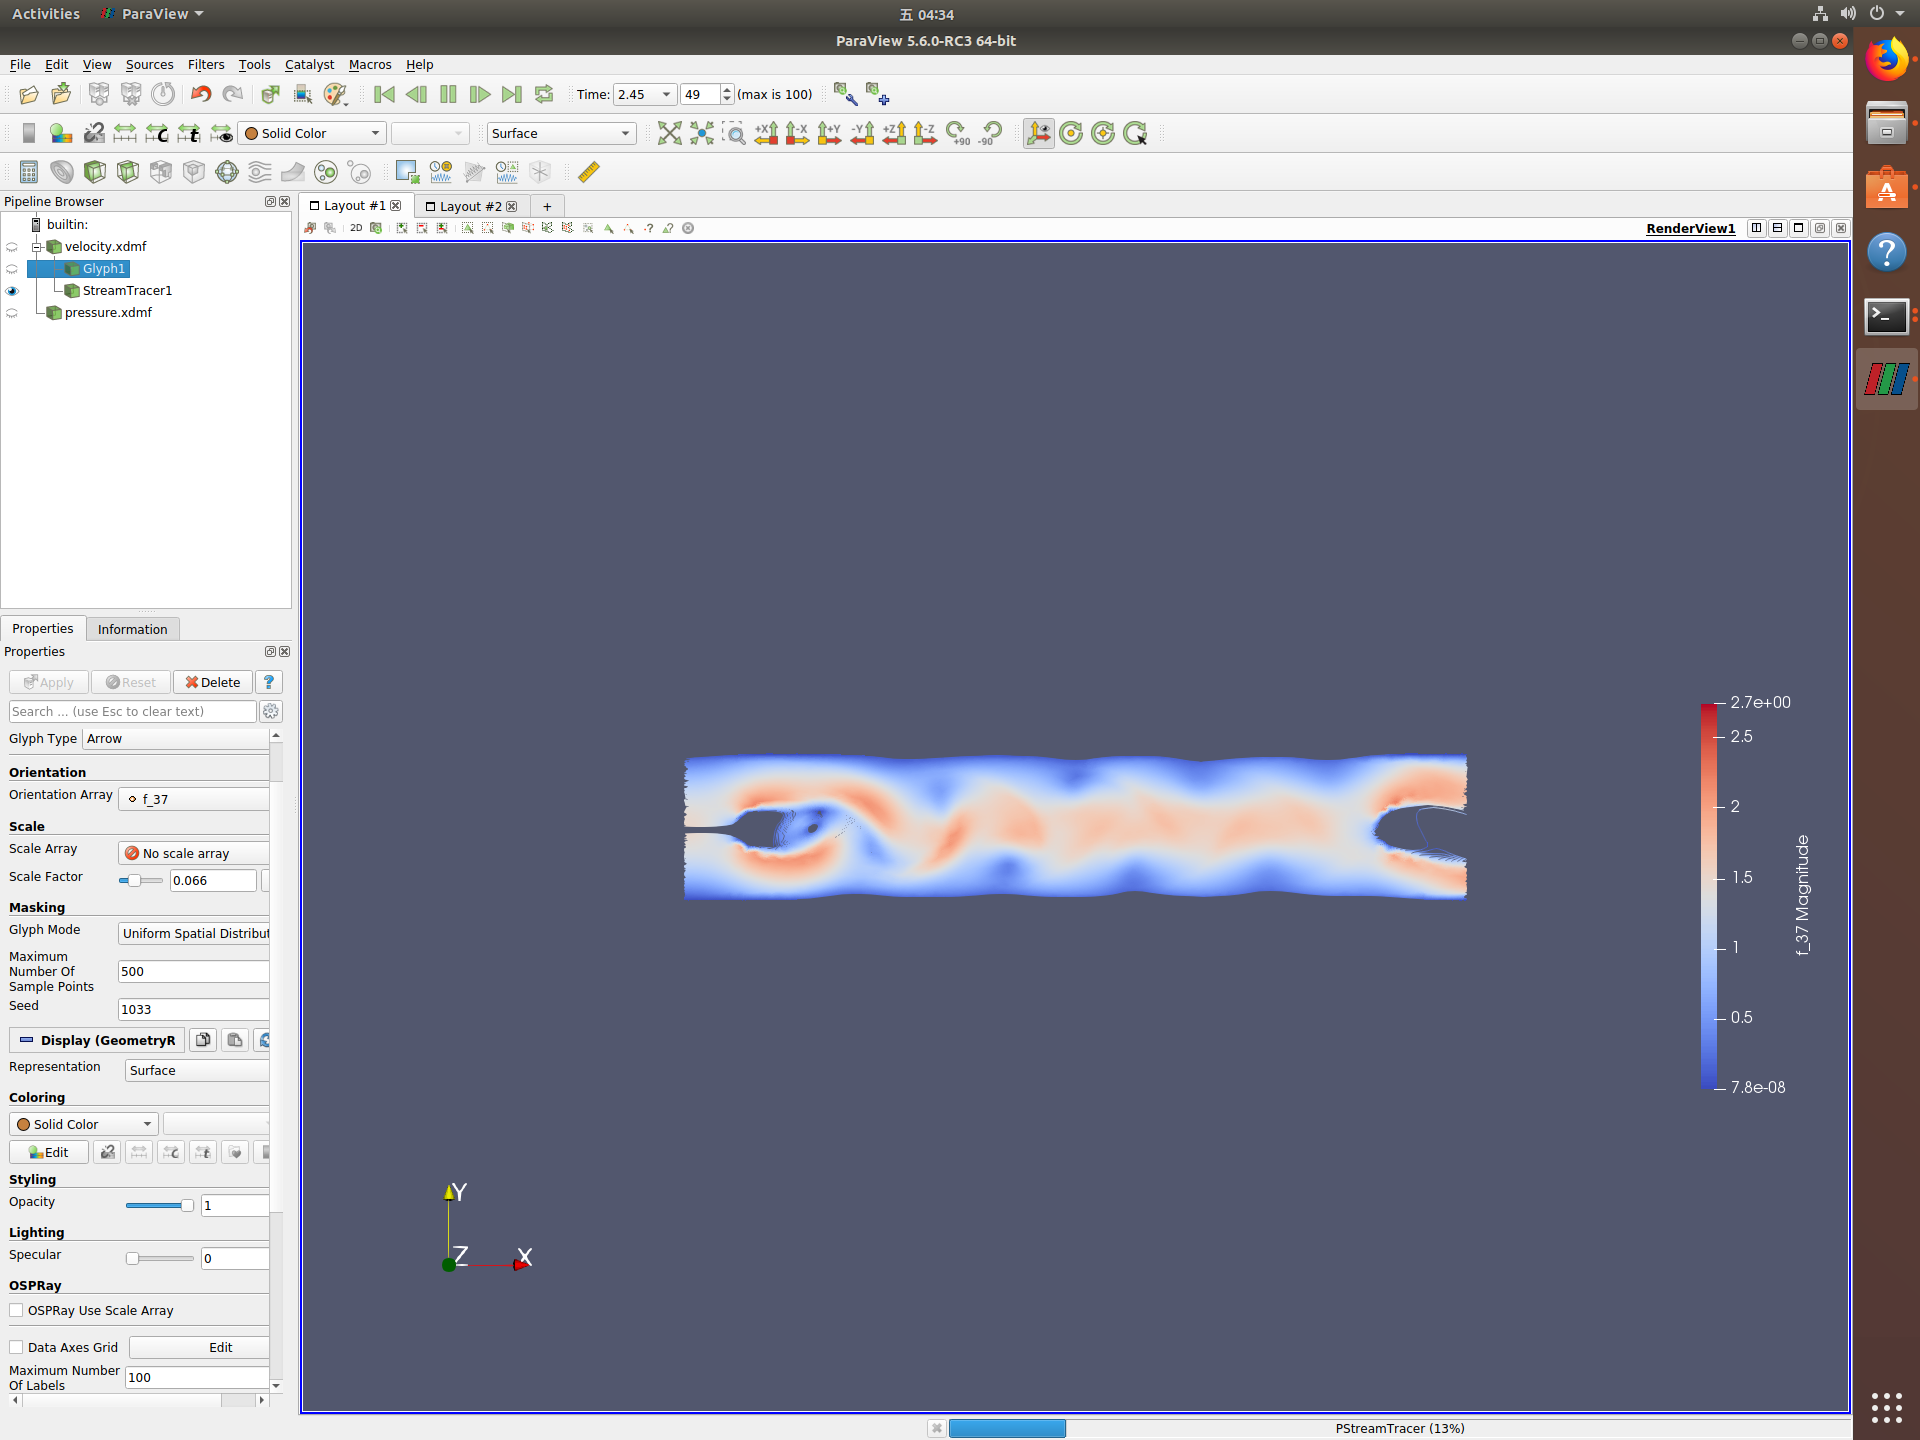 Activities ParaView 五 04:34
ParaView 5.6.0-RC3 64-bit
File Edit View Sources Filters Tools Catalyst Macros Help
Time: 2.45 49 (max is 100)
Solid Color Surface +X -X +Y -Y +Z -Z +90 -90
Pipeline Browser
builtin:
velocity.xdmf
Glyph1
StreamTracer1
pressure.xdmf
Layout #1 Layout #2 +
2D RenderView1
Properties Information
Properties
Apply Reset Delete ?
Search ... (use Esc to clear text)
Glyph Type Arrow
Orientation
Orientation Array f_37
Scale
Scale Array No scale array
Scale Factor 0.066
Masking
Glyph Mode Uniform Spatial Distribut
Maximum
Number Of
Sample Points 500
Seed 1033
Display (GeometryR
Representation Surface
Coloring
Solid Color
Edit
Styling
Opacity 1
Lighting
Specular 0
OSPRay
OSPRay Use Scale Array
Data Axes Grid Edit
Maximum Number
Of Labels 100
2.7e+00
2.5
2
1.5
1
0.5
7.8e-08
f_37 Magnitude
Y
Z
X
PStreamTracer (13%)